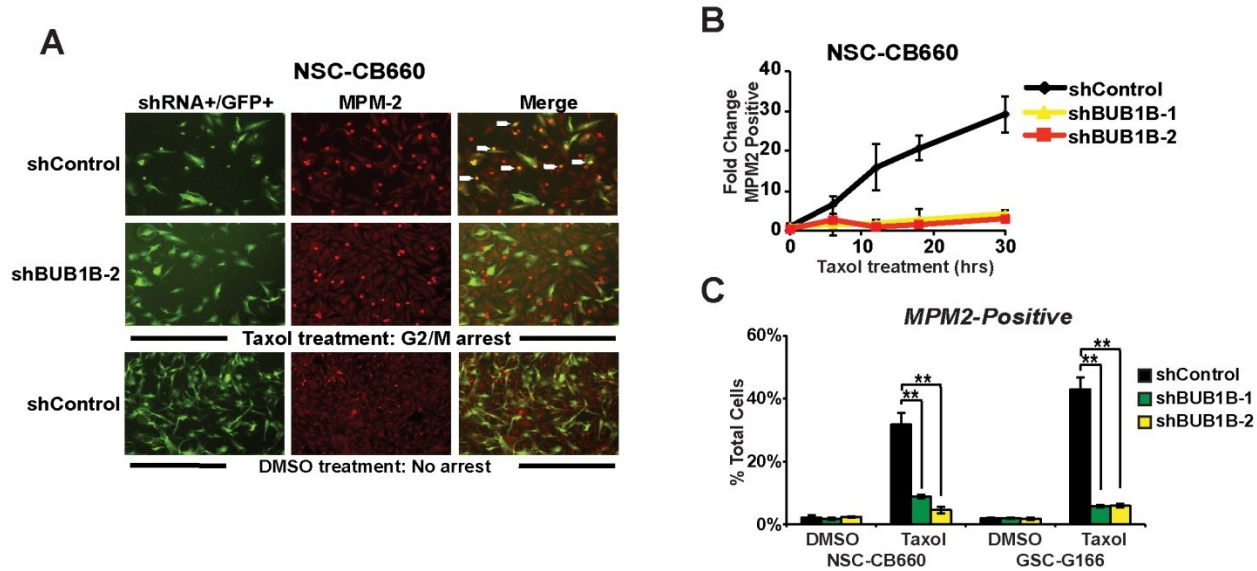 A
NSC-CB660
shRNA+/GFP+ MPM-2 Merge
shControl
shBUB1B-2
Taxol treatment: G2/M arrest
shControl
DMSO treatment: No arrest
B
NSC-CB660
Fold Change
MPM2 Positive
40
30
20
10
0
0 10 20 30
Taxol treatment (hrs)
shControl
shBUB1B-1
shBUB1B-2
C
MPM2-Positive
% Total Cells
60%
40%
20%
0%
** ** ** **
DMSO Taxol DMSO Taxol
NSC-CB660 GSC-G166
shControl
shBUB1B-1
shBUB1B-2